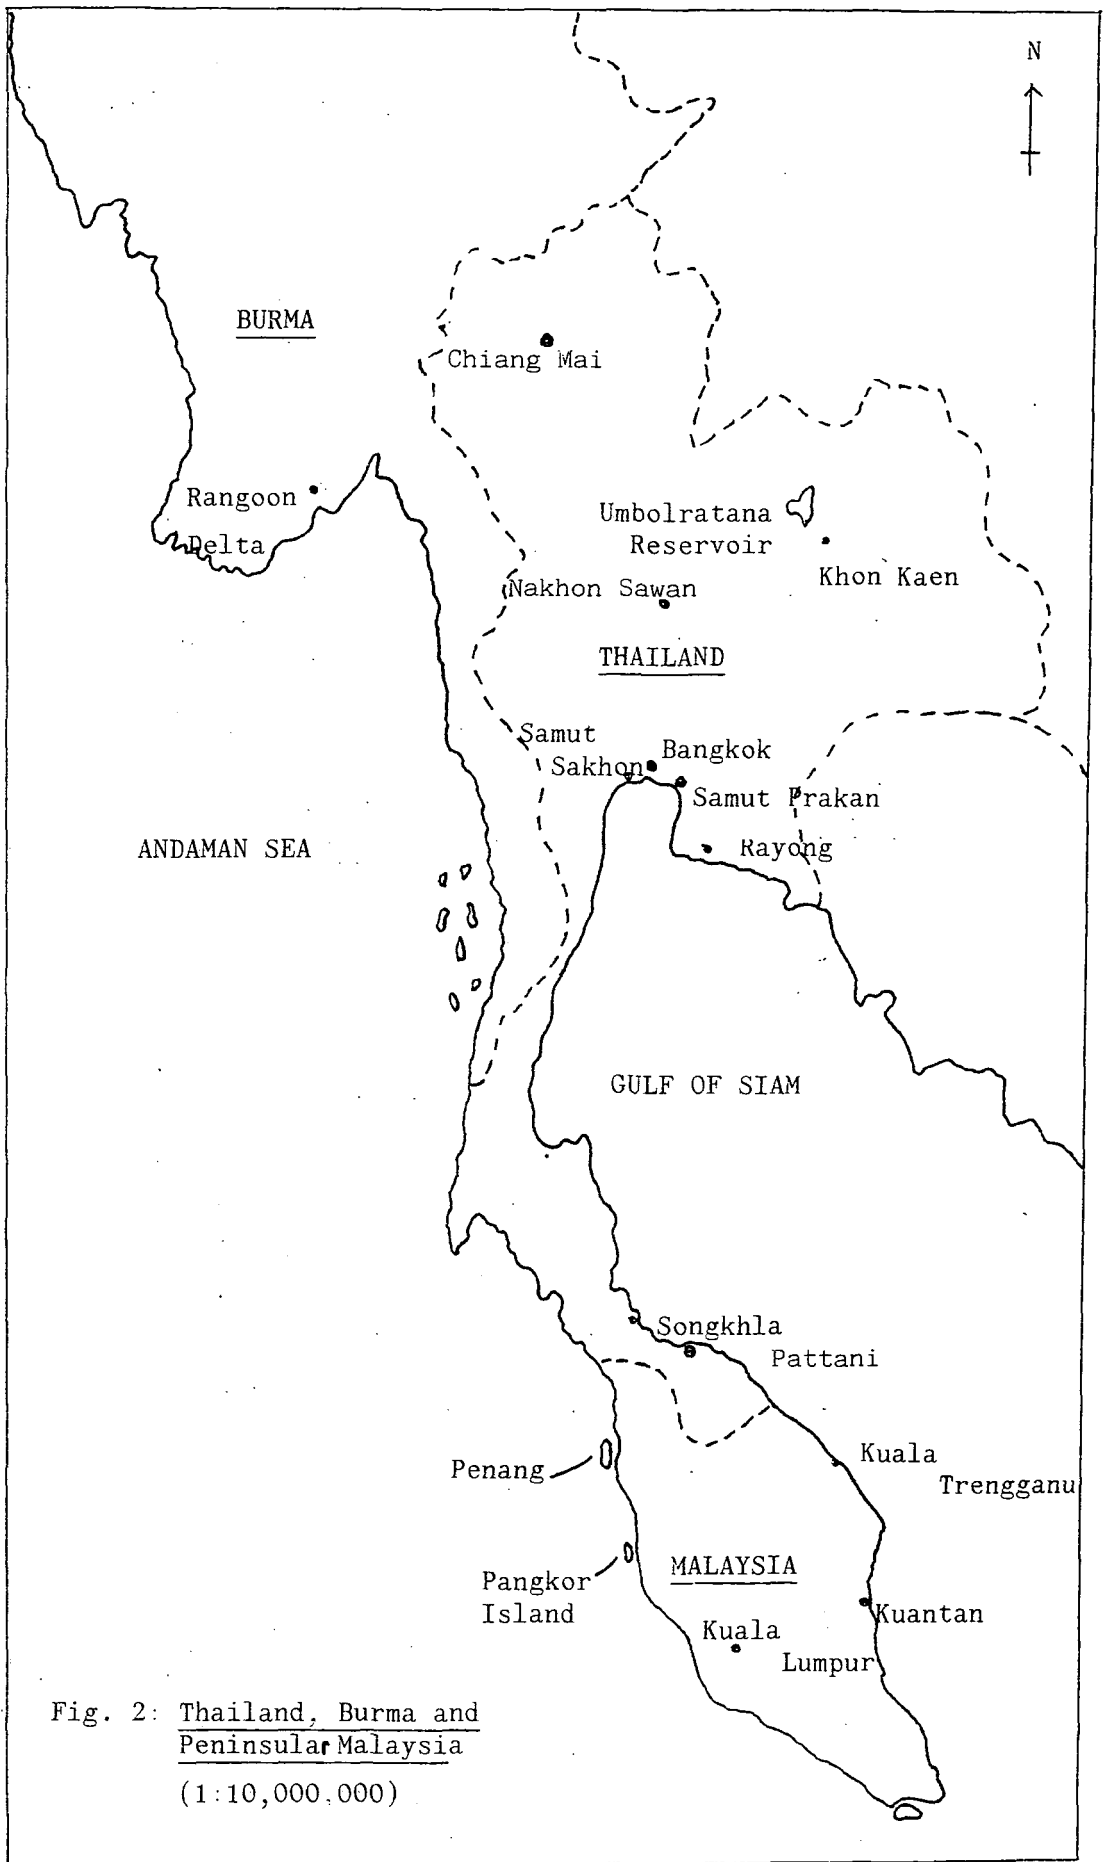 N
BURMA
Chiang Mai
Rangoon
Delta
Umbolratana
Reservoir
Khon Kaen
Nakhon Sawan
THAILAND
Samut
Sakhon
Bangkok
Samut Prakan
Rayong
ANDAMAN SEA
GULF OF SIAM
Songkhla
Pattani
Penang
Kuala
Trengganu
Pangkor
Island
MALAYSIA
Kuantan
Kuala
Lumpur
Fig. 2: Thailand, Burma and
Peninsular Malaysia
(1:10,000,000)